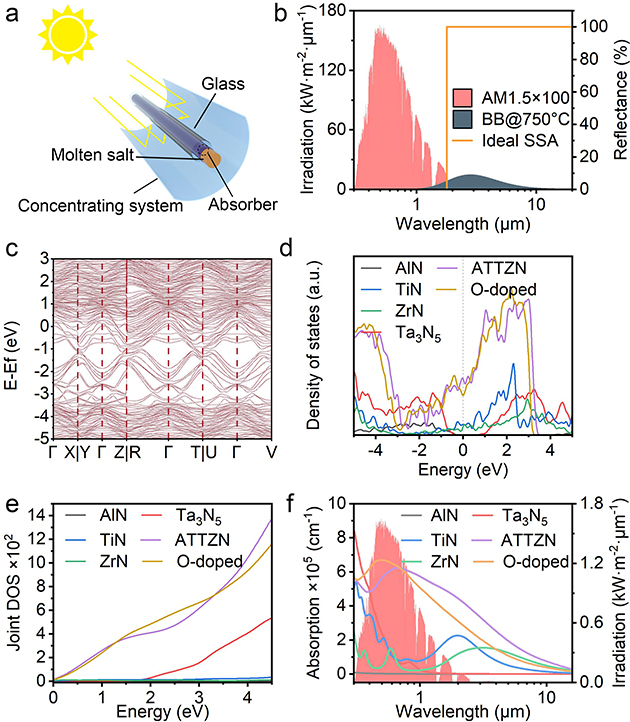 a
Glass
Molten salt
Absorber
Concentrating system
b
Irradiation (kW·m⁻²·μm⁻¹)
180
120
60
0
AM1.5×100
BB@750°C
Ideal SSA
100
80
60
40
20
0
Reflectance (%)
1
10
Wavelength (μm)
c
E-Ef (eV)
3
2
1
0
-1
-2
-3
-4
-5
Γ X|Y Γ Z|R Γ T|U Γ V
d
Density of states (a.u.)
AlN ATTZN
TiN O-doped
ZrN
Ta₃N₅
-4 -2 0 2 4
Energy (eV)
e
Joint DOS ×10²
14
12
10
8
6
4
2
0
AlN Ta₃N₅
TiN ATTZN
ZrN O-doped
0 1 2 3 4
Energy (eV)
f
Absorption ×10⁵ (cm⁻¹)
10
8
6
4
2
0
AlN Ta₃N₅
TiN ATTZN
ZrN O-doped
1.8
1.2
0.6
0.0
Irradiation (kW·m⁻²·μm⁻¹)
1
10
Wavelength (μm)